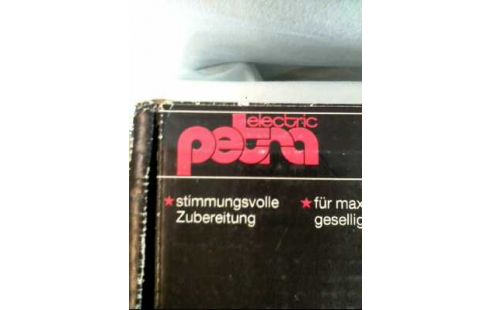 electric
petra
★stimmungsvolle
Zubereitung
★für max
gesellig